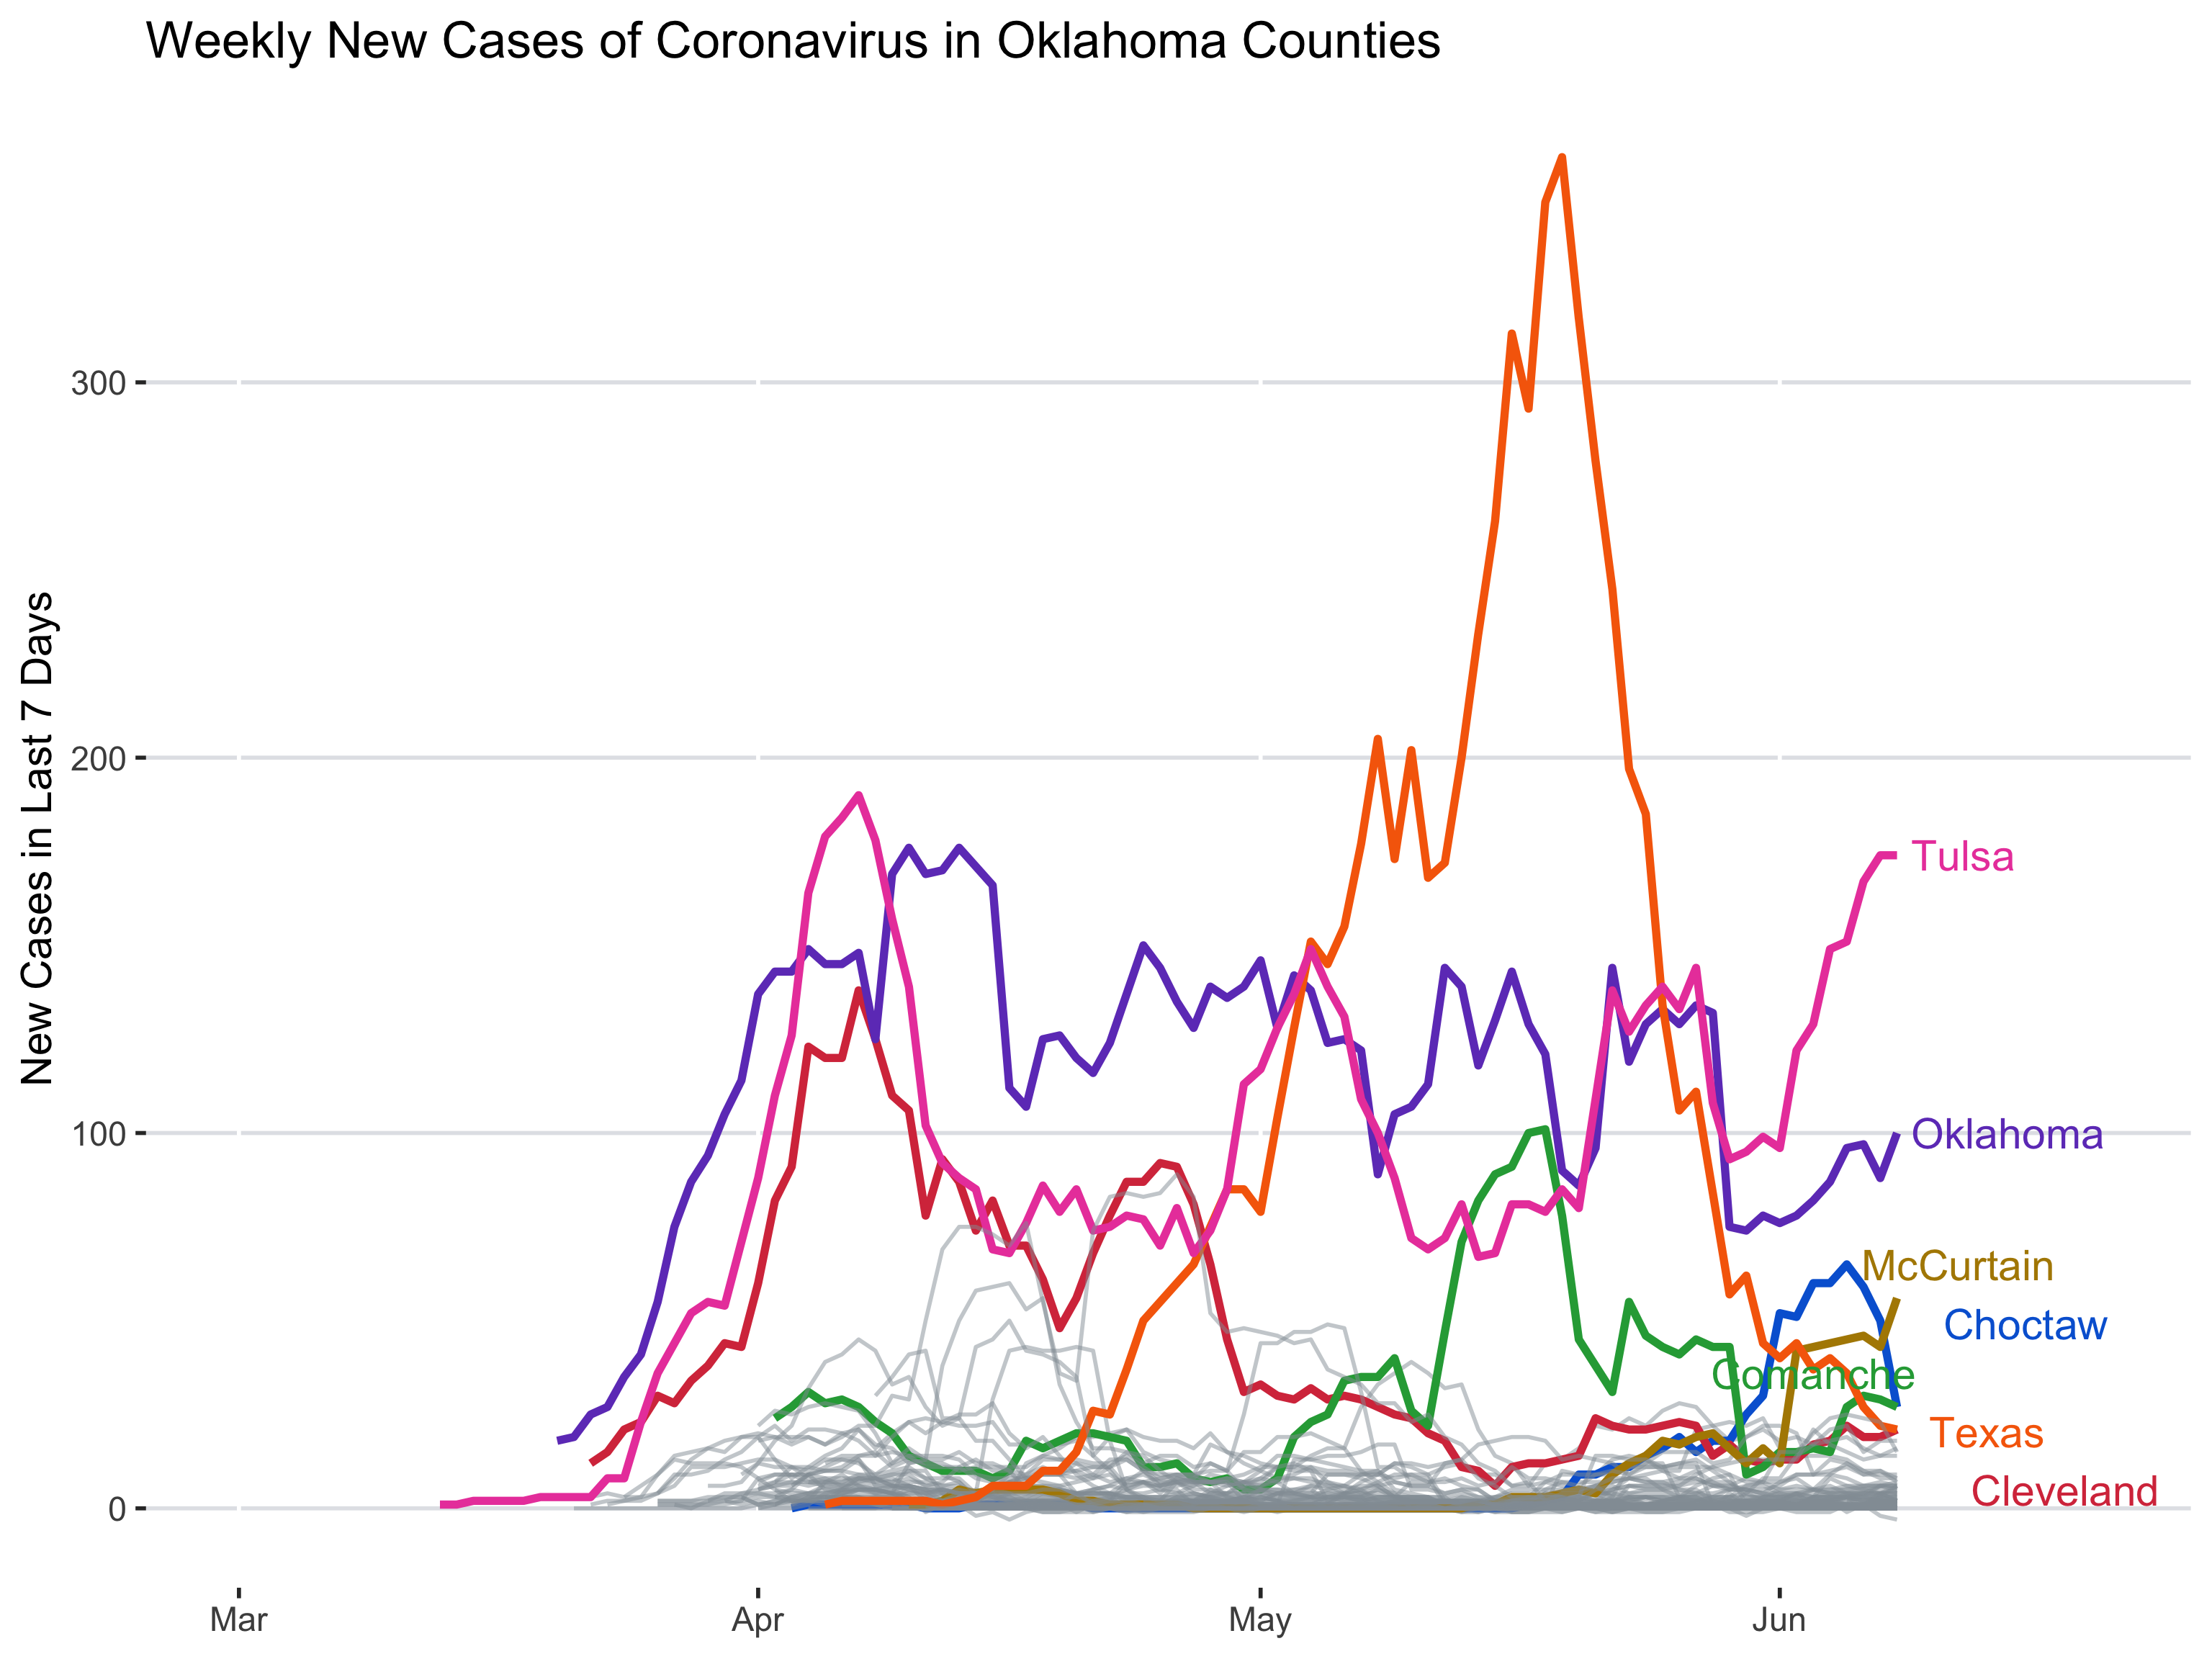 Weekly New Cases of Coronavirus in Oklahoma Counties
New Cases in Last 7 Days
300
200
100
0
Tulsa
Oklahoma
McCurtain
Choctaw
Comanche
Texas
Cleveland
Mar
Apr
May
Jun